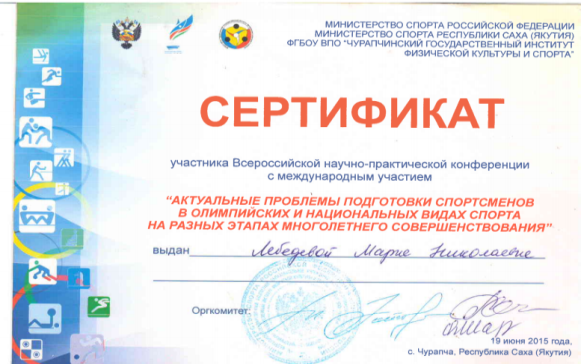 МИНИСТЕРСТВО СПОРТА РОССИЙСКОЙ ФЕДЕРАЦИИ
МИНИСТЕРСТВО СПОРТА РЕСПУБЛИКИ САХА (ЯКУТИЯ)
ФГБОУ ВПО "ЧУРАПЧИНСКИЙ ГОСУДАРСТВЕННЫЙ ИНСТИТУТ
ФИЗИЧЕСКОЙ КУЛЬТУРЫ И СПОРТА"
СЕРТИФИКАТ
участника Всероссийской научно-практической конференции
с международным участием
"АКТУАЛЬНЫЕ ПРОБЛЕМЫ ПОДГОТОВКИ СПОРТСМЕНОВ
В ОЛИМПИЙСКИХ И НАЦИОНАЛЬНЫХ ВИДАХ СПОРТА
НА РАЗНЫХ ЭТАПАХ МНОГОЛЕТНЕГО СОВЕРШЕНСТВОВАНИЯ"
выдан Лебедевой Марие Николаевне
Оргкомитет:
19 июня 2015 года,
с. Чурапча, Республика Саха (Якутия)